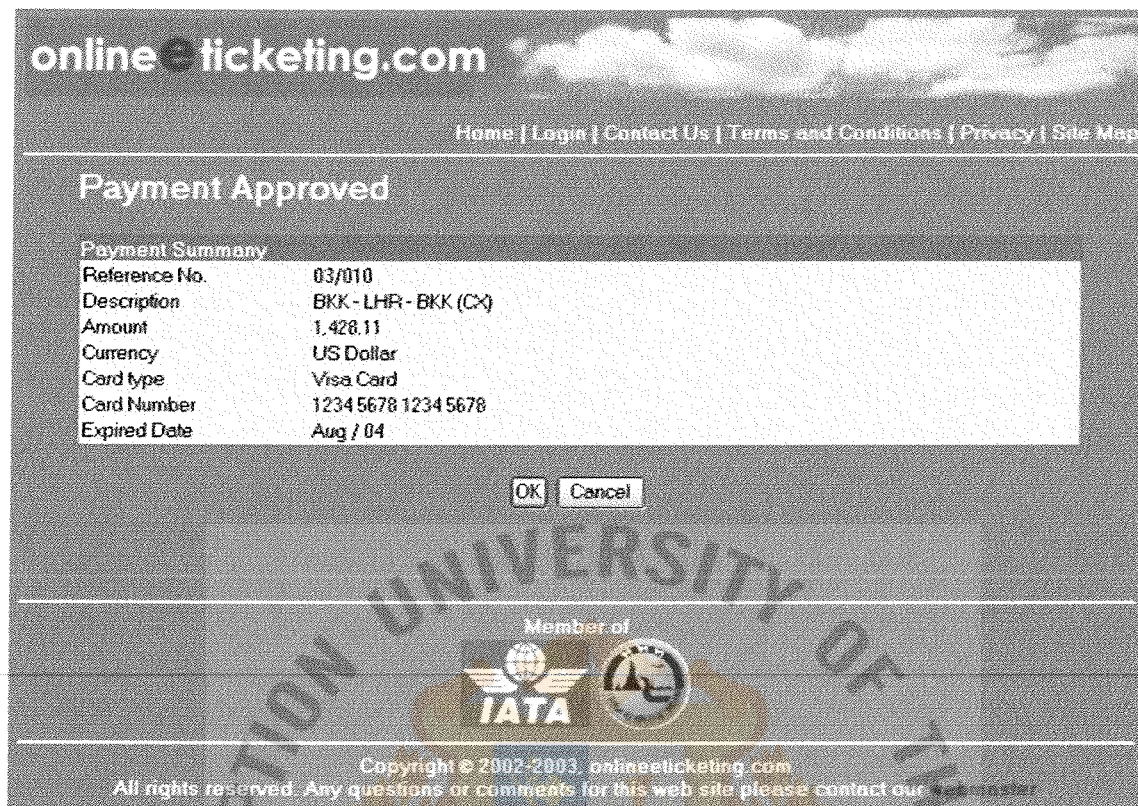 onlineeticketing.com
Home | Login | Contact Us | Terms and Conditions | Privacy | Site Map
Payment Approved
Payment Summary
Reference No. 03/010
Description BKK - LHR - BKK (CX)
Amount 1,428.11
Currency US Dollar
Card type Visa Card
Card Number 1234 5678 1234 5678
Expired Date Aug / 04
OK Cancel
UNIVERSITY OF
Member of
IATA
Copyright © 2002-2003, onlineeticketing.com
All rights reserved. Any questions or comments for this web site please contact our